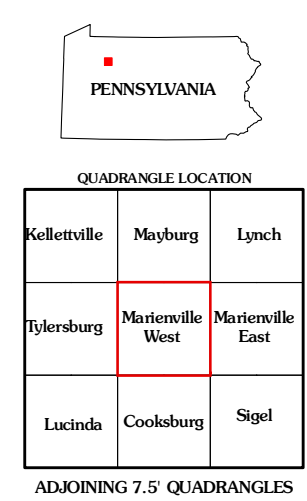 PENNSYLVANIA
QUADRANGLE LOCATION
Kellettville Mayburg Lynch
Tylersburg Marienville West Marienville East
Lucinda Cooksburg Sigel
ADJOINING 7.5' QUADRANGLES